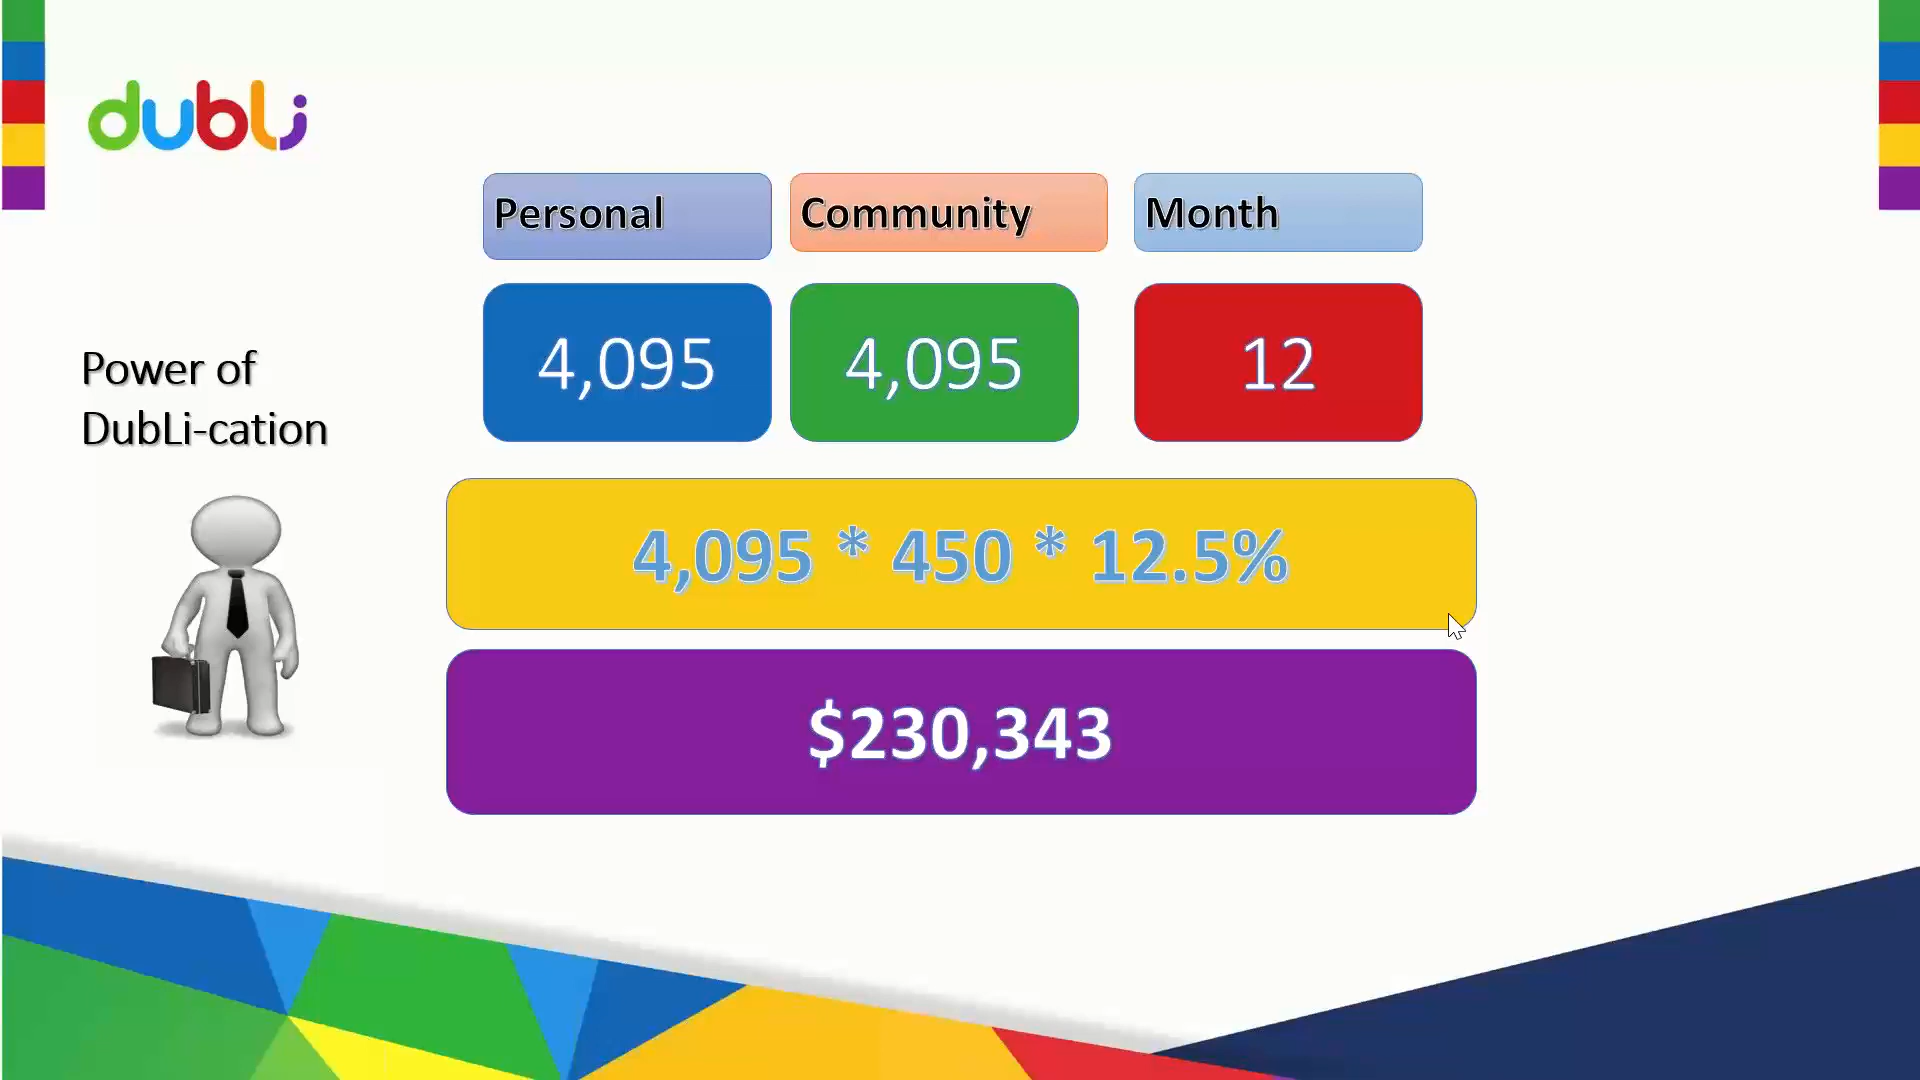 dubli
Personal Community Month
4,095 4,095 12
Power of
DubLi-cation
4,095 * 450 * 12.5%
$230,343